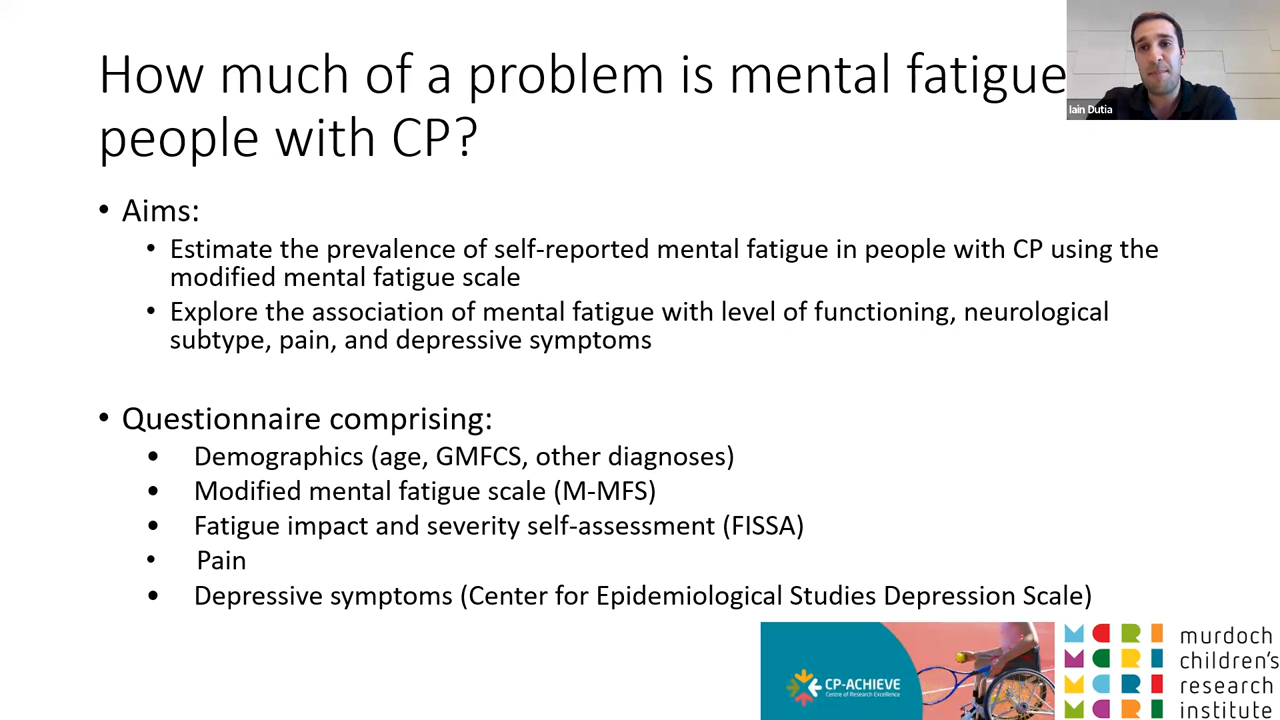 How much of a problem is mental fatigue
people with CP?
Iain Dutia
• Aims:
• Estimate the prevalence of self-reported mental fatigue in people with CP using the
modified mental fatigue scale
• Explore the association of mental fatigue with level of functioning, neurological
subtype, pain, and depressive symptoms
• Questionnaire comprising:
• Demographics (age, GMFCS, other diagnoses)
• Modified mental fatigue scale (M-MFS)
• Fatigue impact and severity self-assessment (FISSA)
• Pain
• Depressive symptoms (Center for Epidemiological Studies Depression Scale)
CP-ACHIEVE
Centre of Research Excellence
MCRI
MCRI
MCRI
MCRI
murdoch
children's
research
institute